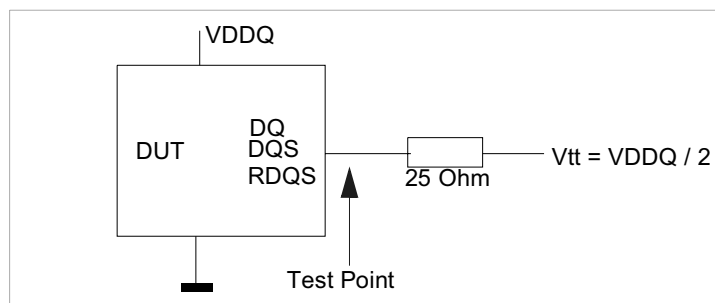 VDDQ
DUT
DQ
DQS
RDQS
25 Ohm
Vtt = VDDQ / 2
Test Point